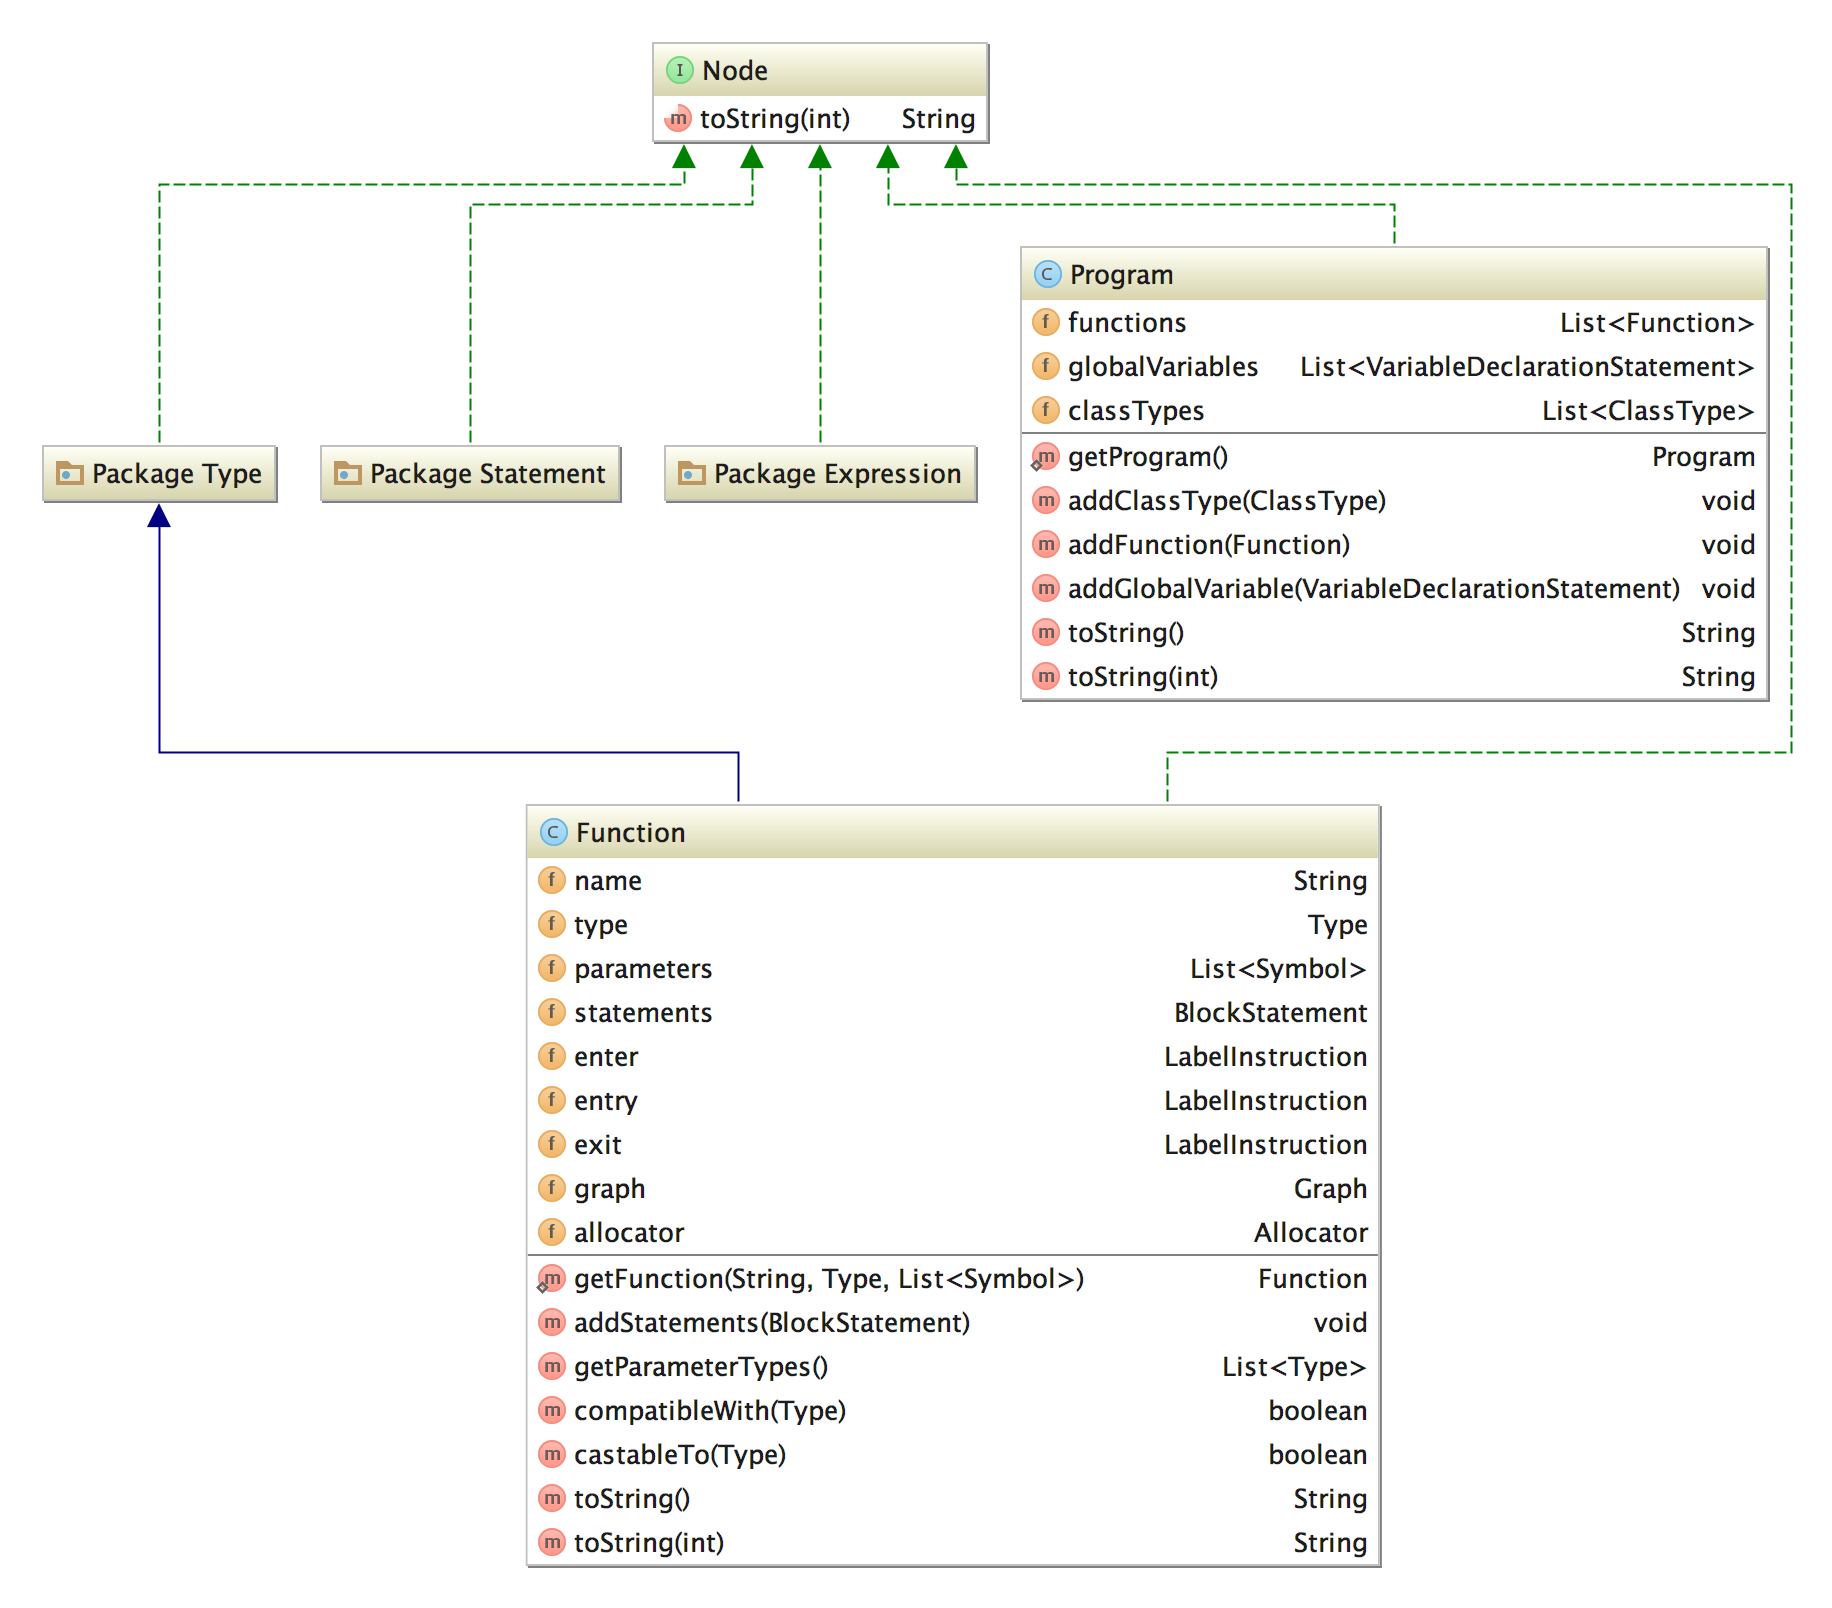 I Node
m toString(int) String
C Program
f functions List<Function>
f globalVariables List<VariableDeclarationStatement>
f classTypes List<ClassType>
m getProgram() Program
m addClassType(ClassType) void
m addFunction(Function) void
m addGlobalVariable(VariableDeclarationStatement) void
m toString() String
m toString(int) String
Package Type
Package Statement
Package Expression
C Function
f name String
f type Type
f parameters List<Symbol>
f statements BlockStatement
f enter LabelInstruction
f entry LabelInstruction
f exit LabelInstruction
f graph Graph
f allocator Allocator
m getFunction(String, Type, List<Symbol>) Function
m addStatements(BlockStatement) void
m getParameterTypes() List<Type>
m compatibleWith(Type) boolean
m castableTo(Type) boolean
m toString() String
m toString(int) String